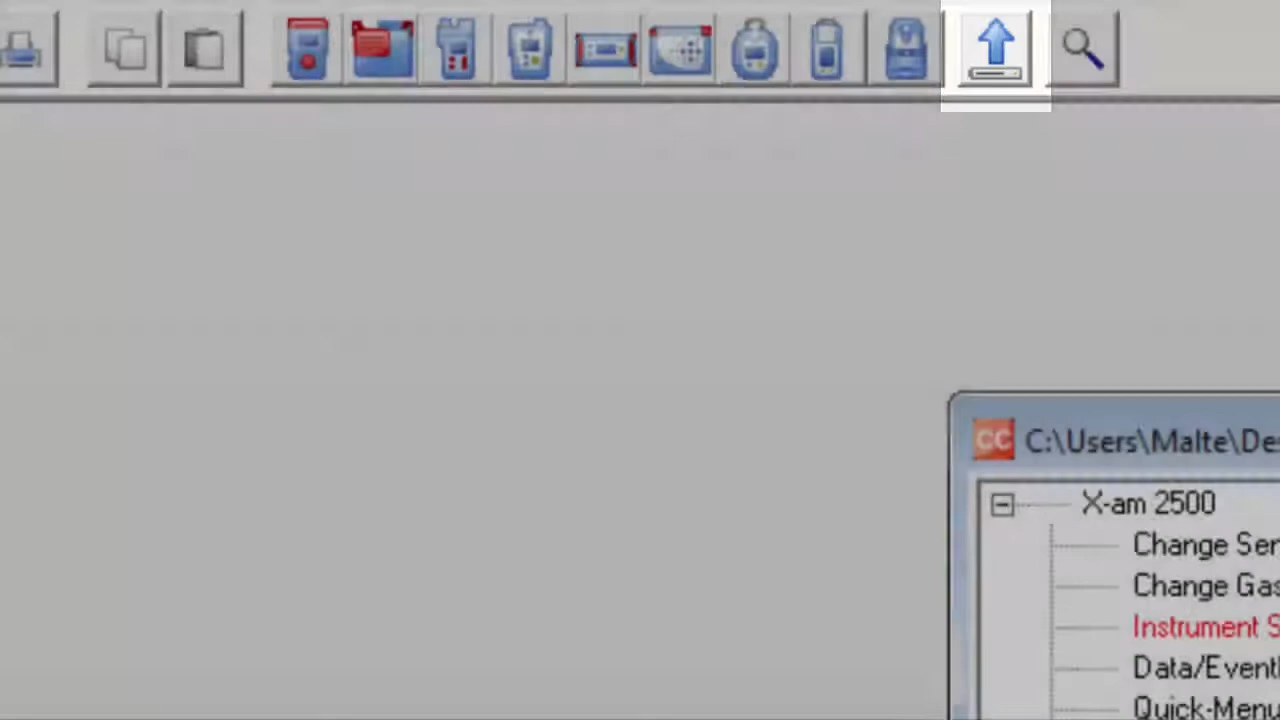 CC C:\Users\Malte\De
X-am 2500
Change Ser
Change Gas
Instrument S
Data/Event
Quick-Menu